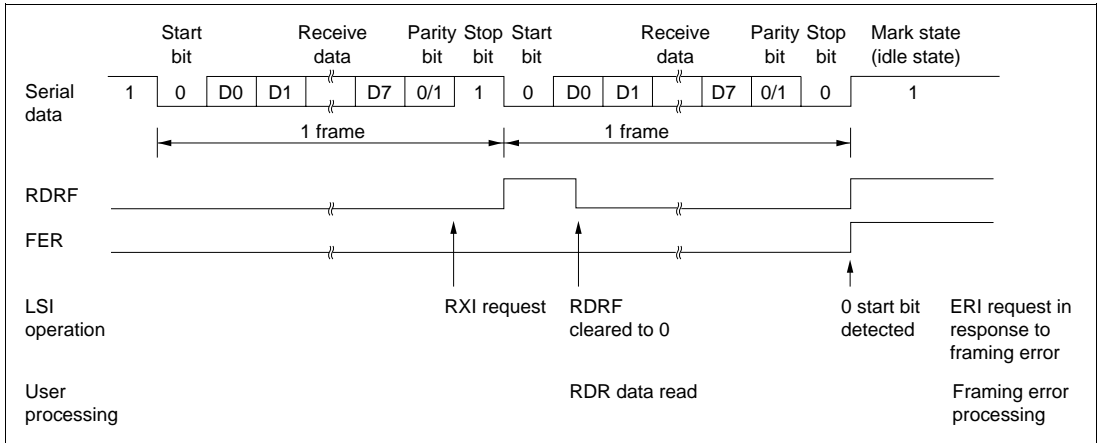 Start Receive Parity Stop Start Receive Parity Stop Mark state
bit data bit bit bit data bit bit (idle state)
Serial 1 0 D0 D1 D7 0/1 1 0 D0 D1 D7 0/1 0 1
data
1 frame 1 frame
RDRF
FER
LSI RXI request RDRF 0 start bit ERI request in
operation cleared to 0 detected response to
framing error
User RDR data read Framing error
processing processing